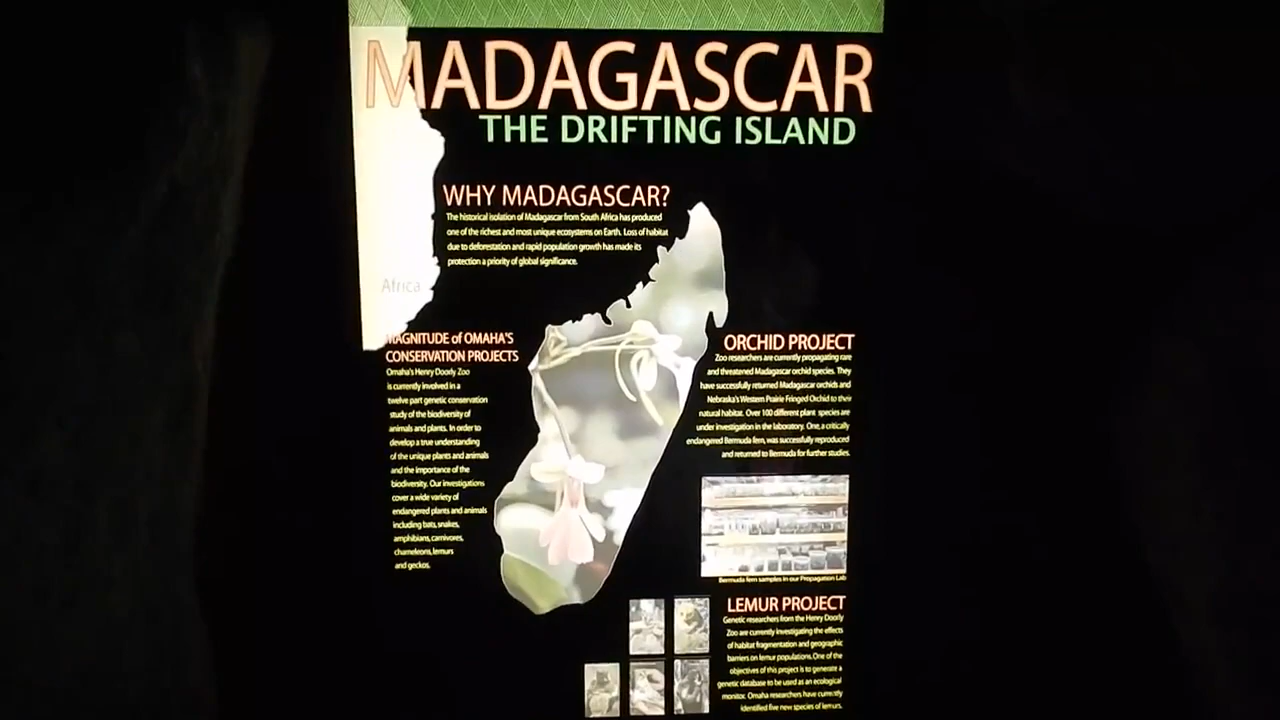 MADAGASCAR
THE DRIFTING ISLAND
WHY MADAGASCAR?
The historical isolation of Madagascar from South Africa has produced
one of the richest and most unique ecosystems on Earth. Loss of habitat
due to deforestation and rapid population growth has made its
protection a priority of global significance.
Africa
MAGNITUDE of OMAHA'S
CONSERVATION PROJECTS
Omaha's Henry Doorly Zoo
is currently involved in a
twelve part genetic conservation
study of the biodiversity of
animals and plants. In order to
develop a true understanding
of the unique plants and animals
and the importance of the
biodiversity. Our investigations
cover a wide variety of
endangered plants and animals
including bats, snakes,
amphibians, carnivores,
chameleons, lemurs
and geckos.
ORCHID PROJECT
Zoo researchers are currently propagating rare
and threatened Madagascar orchid species. They
have successfully returned Madagascar orchids and
Nebraska's Western Prairie Fringed Orchid to their
natural habitat. Over 100 different plant species are
under investigation in the laboratory. One, a critically
endangered Bermuda fern, was successfully reproduced
and returned to Bermuda for further studies.
Bermuda fern samples in our Propagation Lab
LEMUR PROJECT
Genetic researchers from the Henry Doorly
Zoo are currently investigating the effects
of habitat fragmentation and geographic
barriers on lemur populations. One of the
objectives of this project is to generate a
genetic database to be used as an ecological
monitor. Omaha researchers have currently
identified five new species of lemurs.